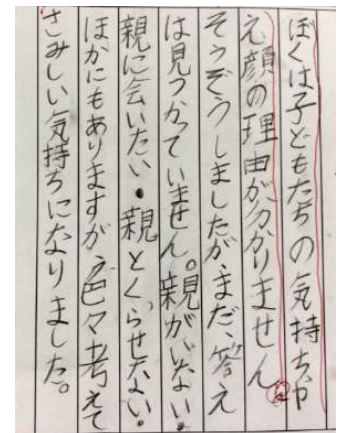 ぼくは子どもたちの気持ちや
え顔の理由が分かりません
そうぞうしましたが、まだ、答え
は見つかっていません。親がいない・
親に会いたい・親とくらせない・
ほかにもありますが、色々考えて
さみしい気持ちになりました。